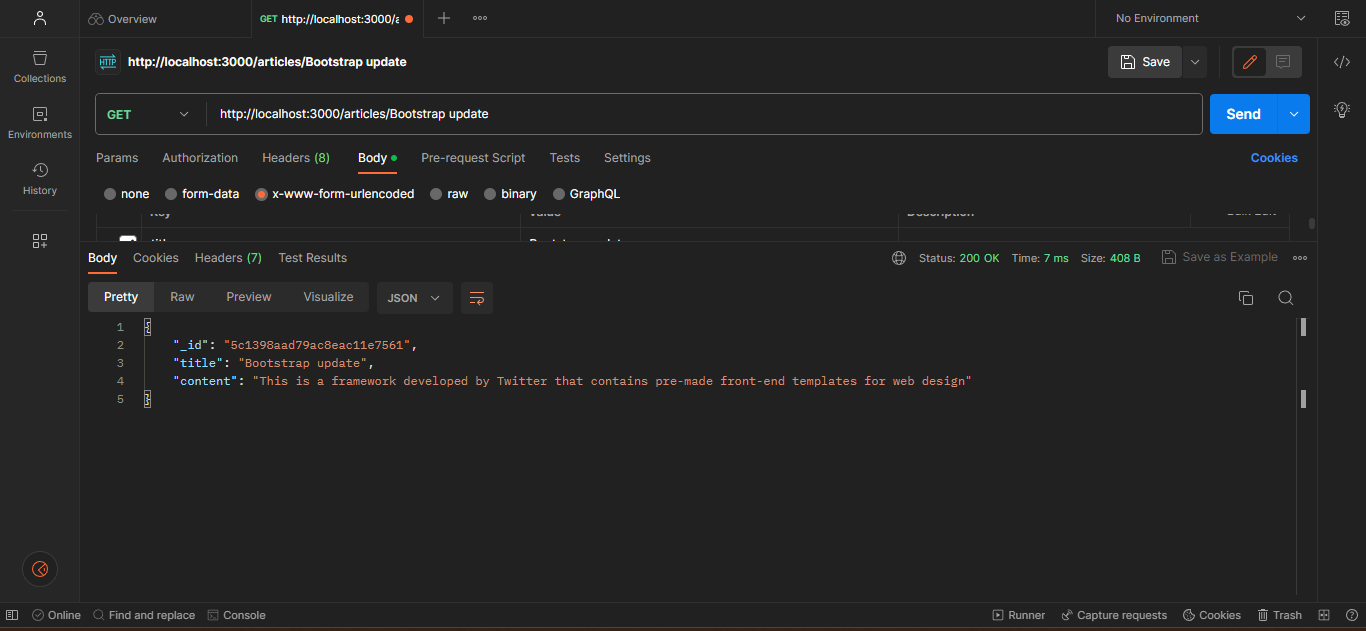 Overview
GET http://localhost:3000/a
No Environment
Collections
Environments
History
HTTP http://localhost:3000/articles/Bootstrap update
Save
GET http://localhost:3000/articles/Bootstrap update
Send
Params Authorization Headers (8) Body Pre-request Script Tests Settings Cookies
none form-data x-www-form-urlencoded raw binary GraphQL
Body Cookies Headers (7) Test Results Status: 200 OK Time: 7 ms Size: 408 B Save as Example
Pretty Raw Preview Visualize JSON
1 {
2 "_id": "5c1398aad79ac8eac11e7561",
3 "title": "Bootstrap update",
4 "content": "This is a framework developed by Twitter that contains pre-made front-end templates for web design"
5 }
Online Find and replace Console Runner Capture requests Cookies Trash